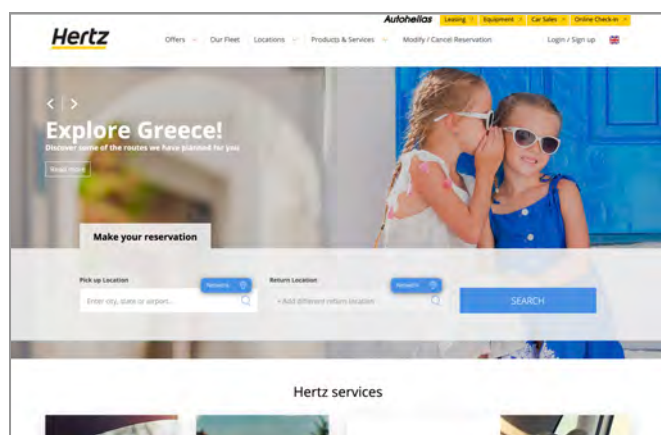 Autohellas Leasing Equipment Car Sales Online Check-in
Hertz
Offers Our Fleet Locations Products & Services Modify / Cancel Reservation Login / Sign up
Explore Greece!
Discover some of the routes we have planned for you
Read more
Make your reservation
Pick up Location Network Return Location Network
Enter city, state or airport... + Add different return location SEARCH
Hertz services